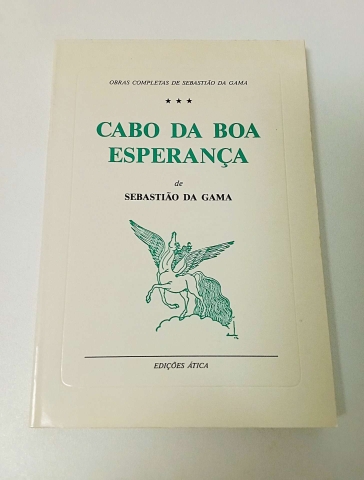 OBRAS COMPLETAS DE SEBASTIÃO DA GAMA
★ ★ ★
CABO DA BOA
ESPERANÇA
de
SEBASTIÃO DA GAMA
EDIÇÕES ÁTICA